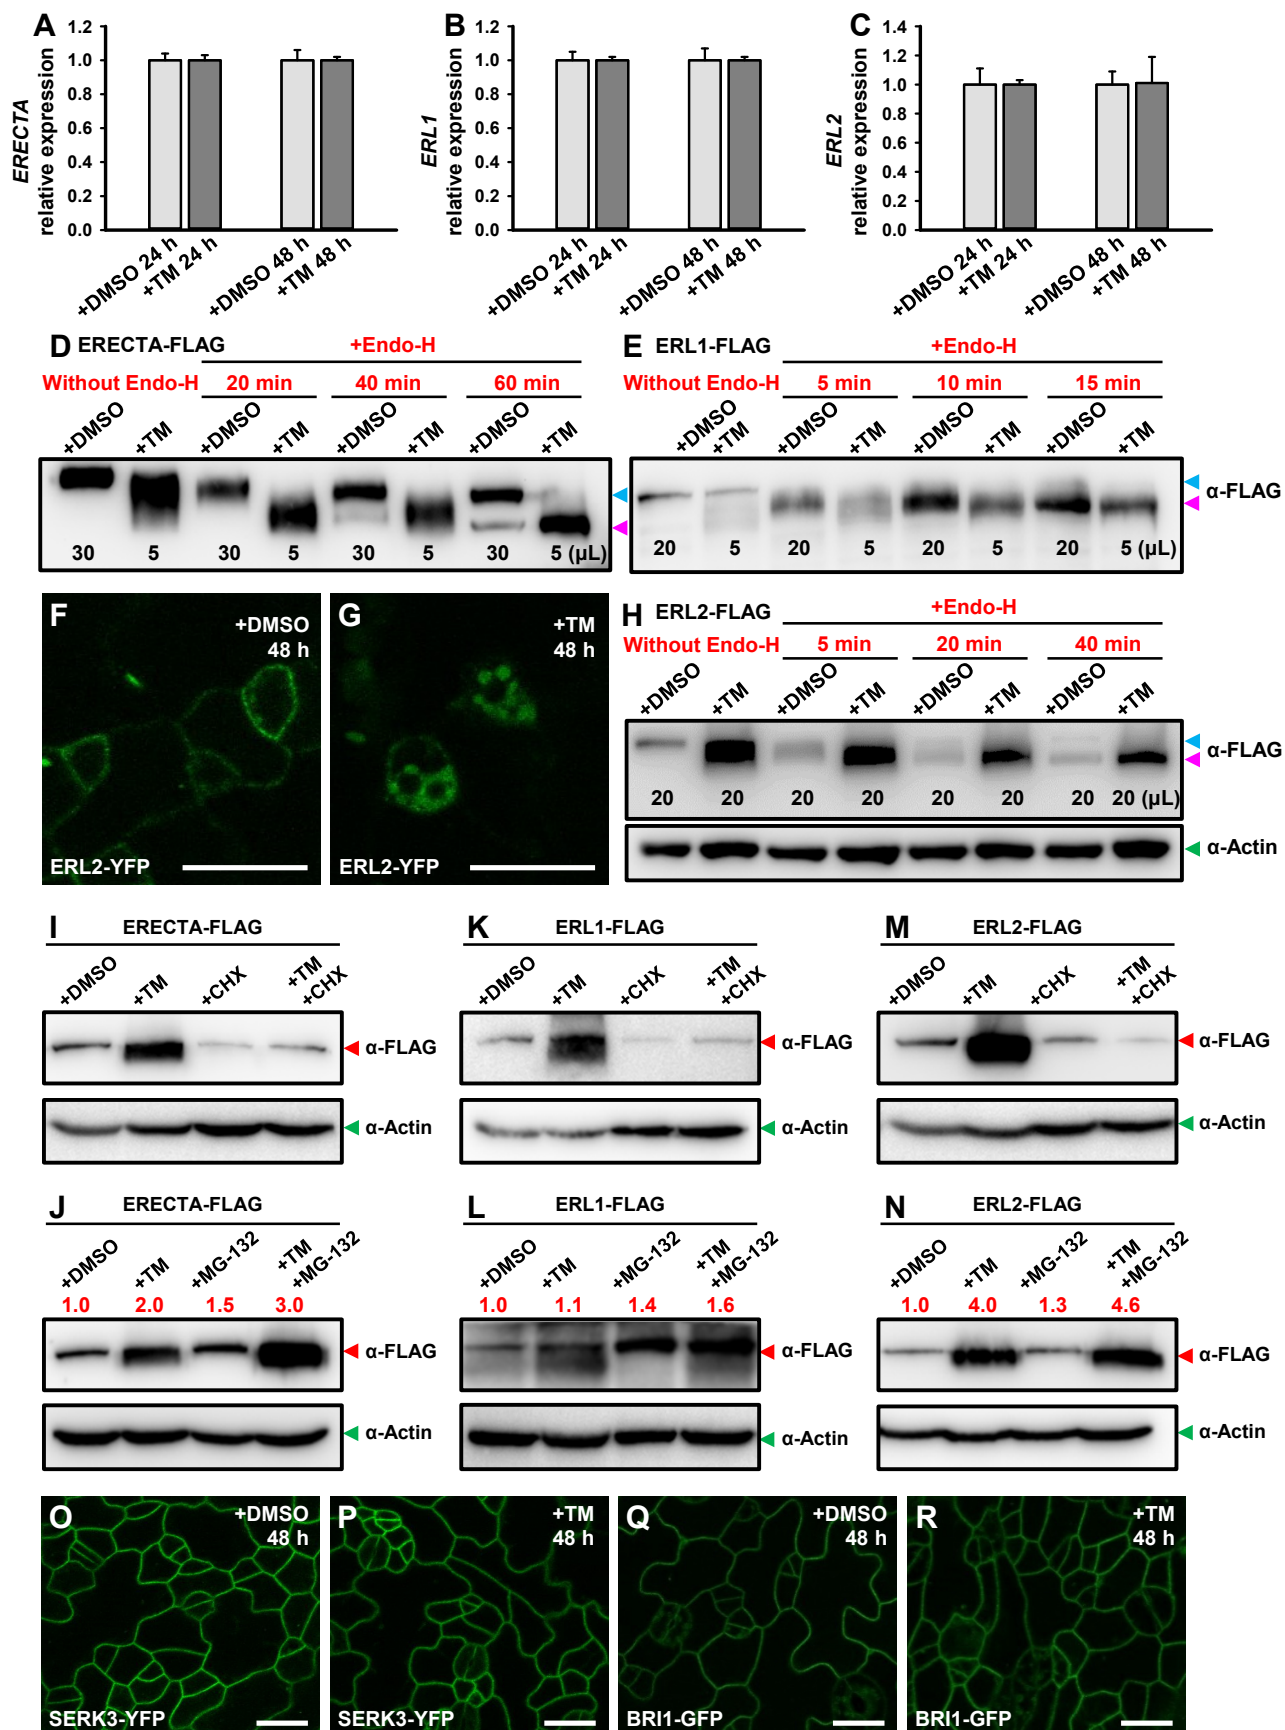 A
B
C
ERECTA
relative expression
1.2
1.0
0.8
0.6
0.4
0.2
0.0
+DMSO 24 h
+TM 24 h
+DMSO 48 h
+TM 48 h
ERL1
relative expression
1.2
1.0
0.8
0.6
0.4
0.2
0.0
+DMSO 24 h
+TM 24 h
+DMSO 48 h
+TM 48 h
ERL2
relative expression
1.4
1.2
1.0
0.8
0.6
0.4
0.2
0.0
+DMSO 24 h
+TM 24 h
+DMSO 48 h
+TM 48 h
D ERECTA-FLAG +Endo-H
Without Endo-H 20 min 40 min 60 min
+DMSO +TM +DMSO +TM +DMSO +TM +DMSO +TM
30 5 30 5 30 5 30 5 (µL)
E ERL1-FLAG +Endo-H
Without Endo-H 5 min 10 min 15 min
+DMSO +TM +DMSO +TM +DMSO +TM +DMSO +TM
α-FLAG
20 5 20 5 20 5 20 5 (µL)
F +DMSO
48 h
ERL2-YFP
G +TM
48 h
ERL2-YFP
H ERL2-FLAG +Endo-H
Without Endo-H 5 min 20 min 40 min
+DMSO +TM +DMSO +TM +DMSO +TM +DMSO +TM
α-FLAG
20 20 20 20 20 20 20 20 (µL)
α-Actin
I ERECTA-FLAG
+DMSO +TM +CHX +TM +CHX
α-FLAG
α-Actin
K ERL1-FLAG
+DMSO +TM +CHX +TM +CHX
α-FLAG
α-Actin
M ERL2-FLAG
+DMSO +TM +CHX +TM +CHX
α-FLAG
α-Actin
J ERECTA-FLAG
+DMSO +TM +MG-132 +TM +MG-132
1.0 2.0 1.5 3.0
α-FLAG
α-Actin
L ERL1-FLAG
+DMSO +TM +MG-132 +TM +MG-132
1.0 1.1 1.4 1.6
α-FLAG
α-Actin
N ERL2-FLAG
+DMSO +TM +MG-132 +TM +MG-132
1.0 4.0 1.3 4.6
α-FLAG
α-Actin
O +DMSO
48 h
SERK3-YFP
P +TM
48 h
SERK3-YFP
Q +DMSO
48 h
BRI1-GFP
R +TM
48 h
BRI1-GFP